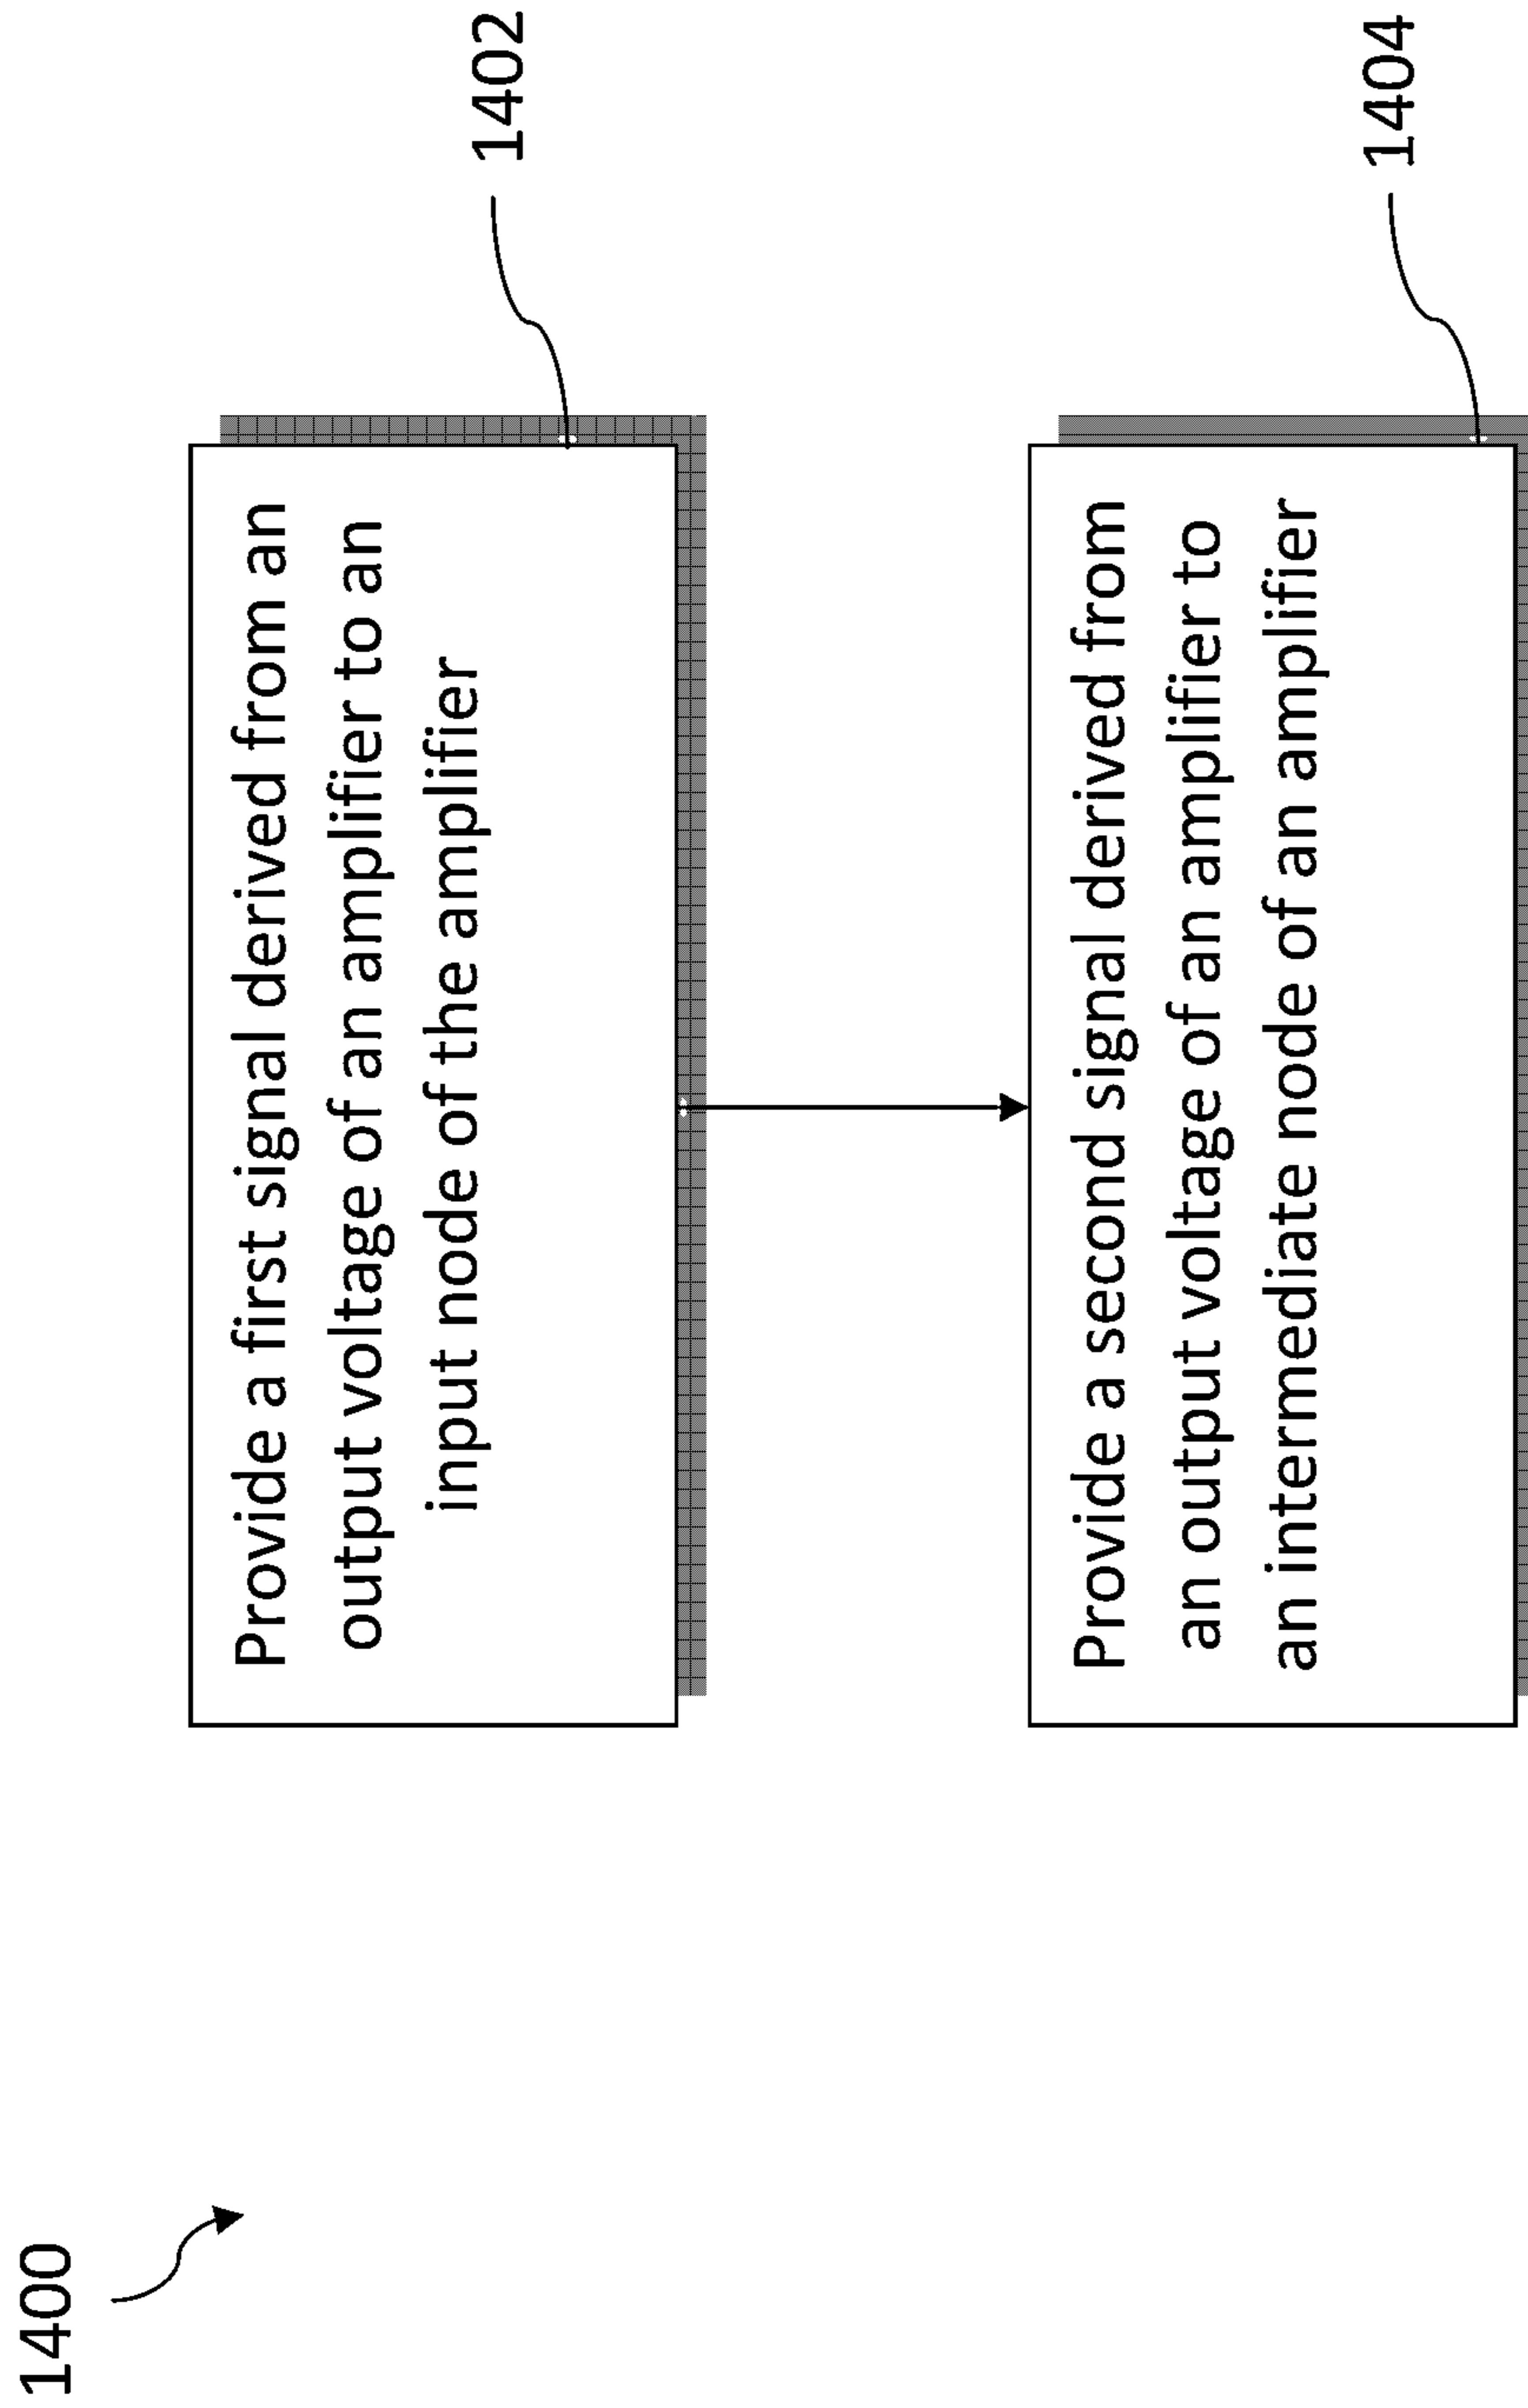 1400
Provide a first signal derived from an
output voltage of an amplifier to an
input node of the amplifier
1402
Provide a second signal derived from
an output voltage of an amplifier to
an intermediate node of an amplifier
1404